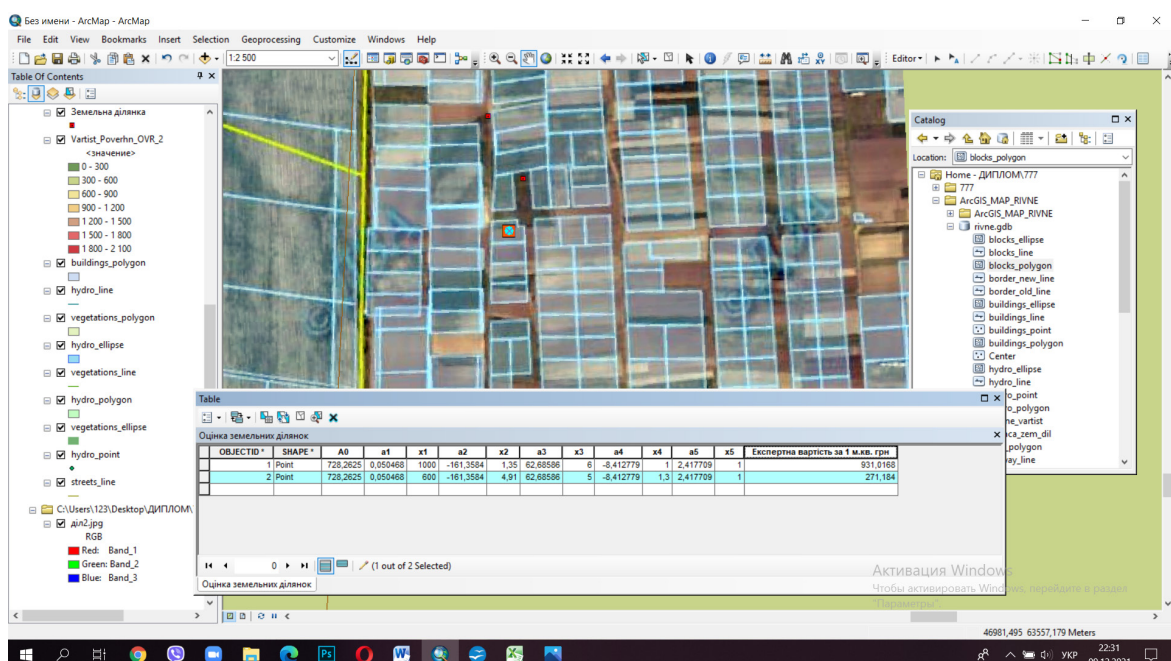 Без имени - ArcMap - ArcMap
File Edit View Bookmarks Insert Selection Geoprocessing Customize Windows Help
1:2 500
Editor
Table Of Contents
Земельна ділянка
Vartist_Poverhn_OVR_2
<значение>
0 - 300
300 - 600
600 - 900
900 - 1 200
1 200 - 1 500
1 500 - 1 800
1 800 - 2 100
buildings_polygon
hydro_line
vegetations_polygon
hydro_ellipse
vegetations_line
hydro_polygon
vegetations_ellipse
hydro_point
streets_line
C:\Users\123\Desktop\ДИПЛОМ\
діл2.jpg
RGB
Red: Band_1
Green: Band_2
Blue: Band_3
Catalog
Location: blocks_polygon
Home - ДИПЛОМ\777
777
ArcGIS_MAP_RIVNE
ArcGIS_MAP_RIVNE
rivne.gdb
blocks_ellipse
blocks_line
blocks_polygon
border_new_line
border_old_line
buildings_ellipse
buildings_line
buildings_point
buildings_polygon
Center
hydro_ellipse
hydro_line
o_point
o_polygon
ne_vartist
ca_zem_dil
polygon
ay_line
Table
Оцінка земельних ділянок
OBJECTID * SHAPE * A0 a1 x1 a2 x2 a3 x3 a4 x4 a5 x5 Експертна вартість за 1 м.кв. грн
1 Point 728,2625 0,050468 1000 -161,3584 1,35 62,68586 6 -8,412779 1 2,417709 1 931,0168
2 Point 728,2625 0,050468 600 -161,3584 4,91 62,68586 5 -8,412779 1,3 2,417709 1 271,184
0 (1 out of 2 Selected)
Оцінка земельних ділянок
Активация Windows
Чтобы активировать Windows, перейдите в раздел
"Параметры".
46981,495 63557,179 Meters
УКР 22:31
09.12.2021